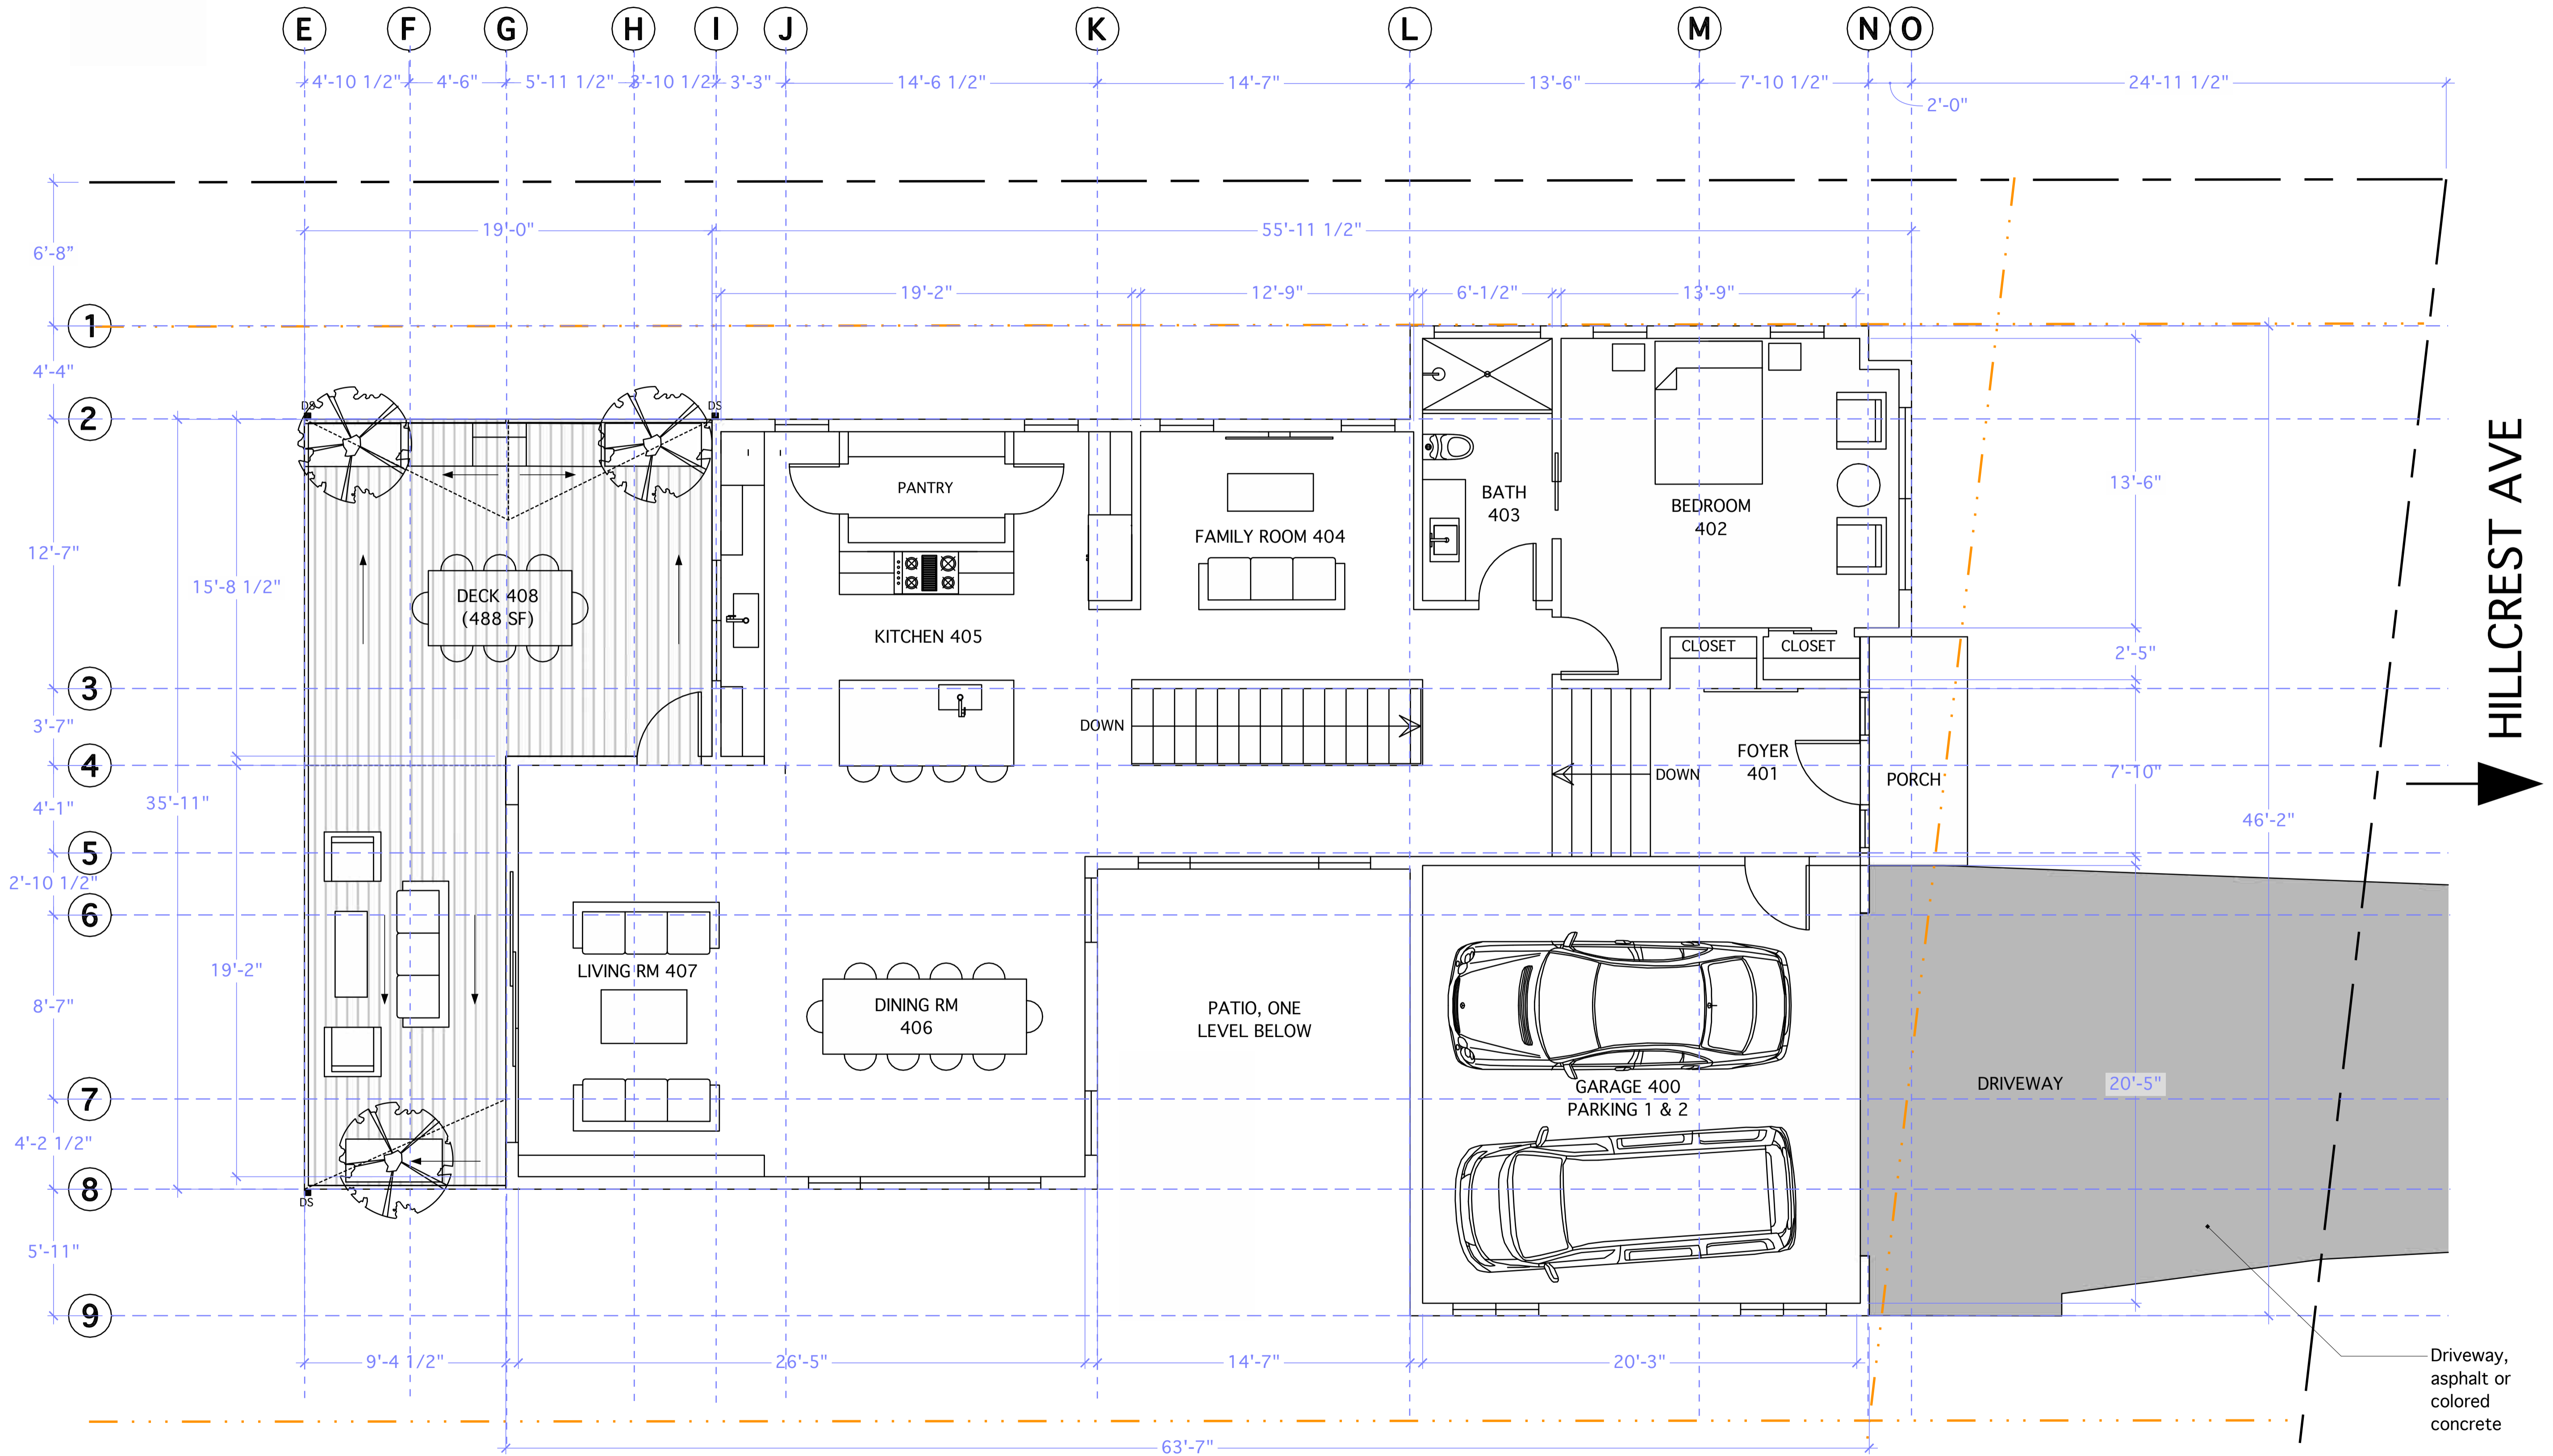 E F G H I J K L M N O
4'-10 1/2" 4'-6" 5'-11 1/2" 3'-10 1/2" 3'-3" 14'-6 1/2" 14'-7" 13'-6" 7'-10 1/2" 24'-11 1/2"
2'-0"
19'-0" 55'-11 1/2"
6'-8"
19'-2" 12'-9" 6'-1/2" 13'-9"
1
4'-4"
DS DS
2
PANTRY
BATH
403
BEDROOM
402
13'-6"
FAMILY ROOM 404
12'-7"
15'-8 1/2"
DECK 408
(488 SF)
KITCHEN 405
CLOSET CLOSET
2'-5"
HILLCREST AVE
3
3'-7"
DOWN
FOYER
401
DOWN
PORCH
7'-10"
4
4'-1"
35'-11"
46'-2"
5
2'-10 1/2"
6
19'-2"
LIVING RM 407
DINING RM
406
PATIO, ONE
LEVEL BELOW
8'-7"
GARAGE 400
PARKING 1 & 2
DRIVEWAY
20'-5"
7
4'-2 1/2"
8
DS
5'-11"
9
9'-4 1/2" 26'-5" 14'-7" 20'-3"
Driveway,
asphalt or
colored
concrete
63'-7"